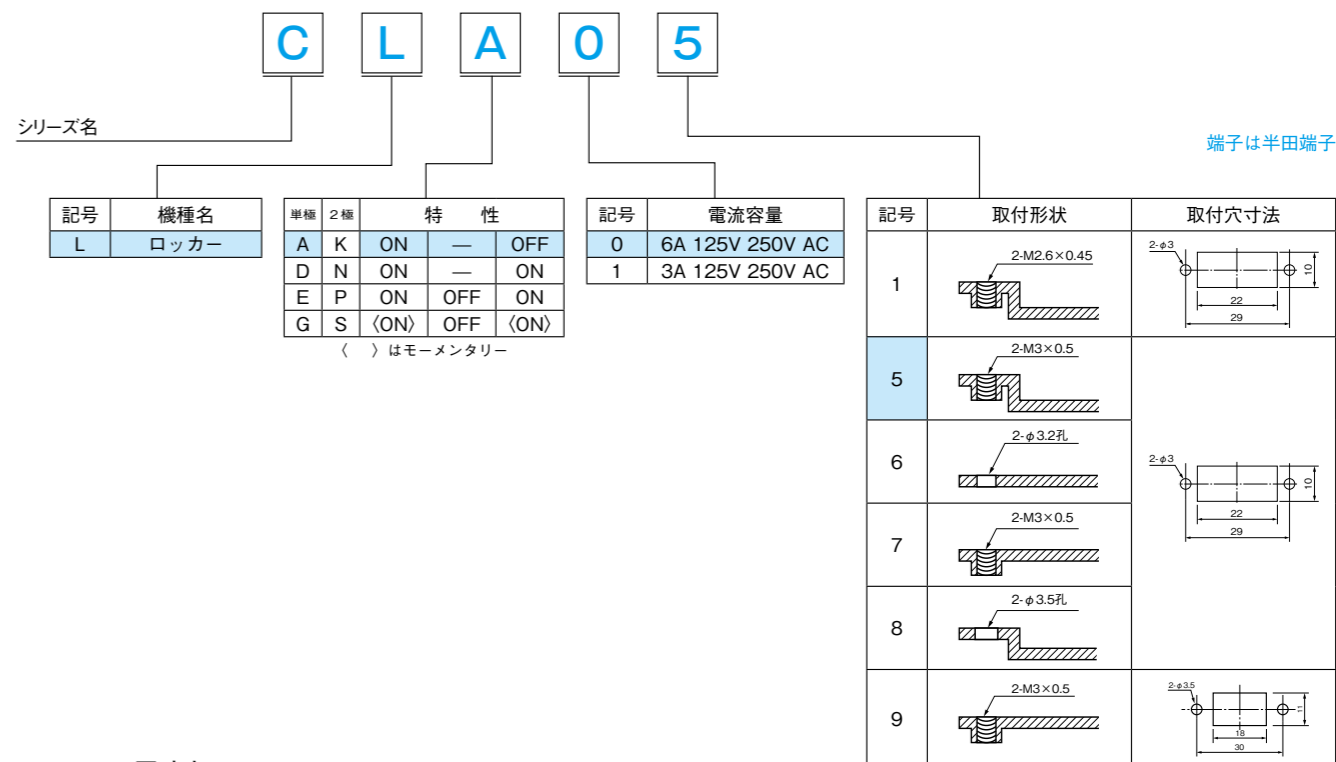 C L A 0 5
シリーズ名
端子は半田端子
記号 機種名
L ロッカー
単極 2極 特 性
A K ON — OFF
D N ON — ON
E P ON OFF ON
G S 〈ON〉 OFF 〈ON〉
〈 〉はモーメンタリー
記号 電流容量
0 6A 125V 250V AC
1 3A 125V 250V AC
記号 取付形状 取付穴寸法
1 2-M2.6×0.45 2-φ3 10 22 29
5 2-M3×0.5
6 2-φ3.2孔 2-φ3 10 22 29
7 2-M3×0.5
8 2-φ3.5孔
9 2-M3×0.5 2-φ3.5 11 18 30